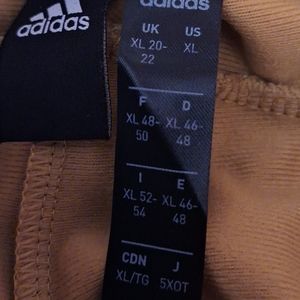 adidas
adidas
UK US
XL 20-22 XL
F D
XL 48-50 XL 46-48
I E
XL 52-54 XL 46-48
CDN J
XL/TG 5XOT